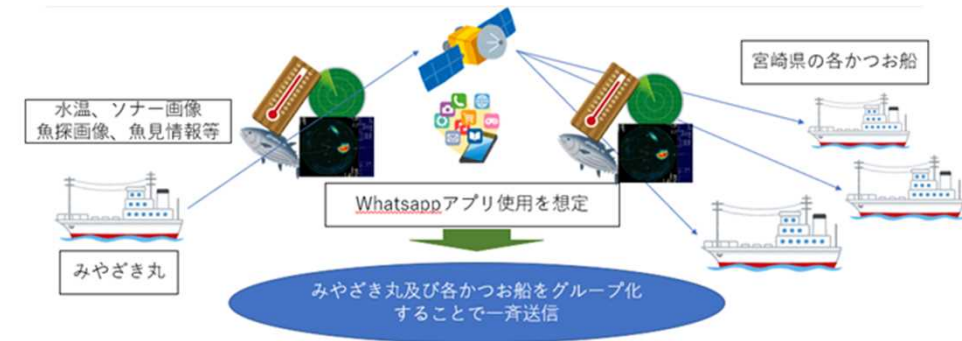 宮崎県の各かつお船
水温、ソナー画像
魚探画像、魚見情報等
Whatsappアプリ使用を想定
みやざき丸
みやざき丸及び各かつお船をグループ化
することで一斉送信